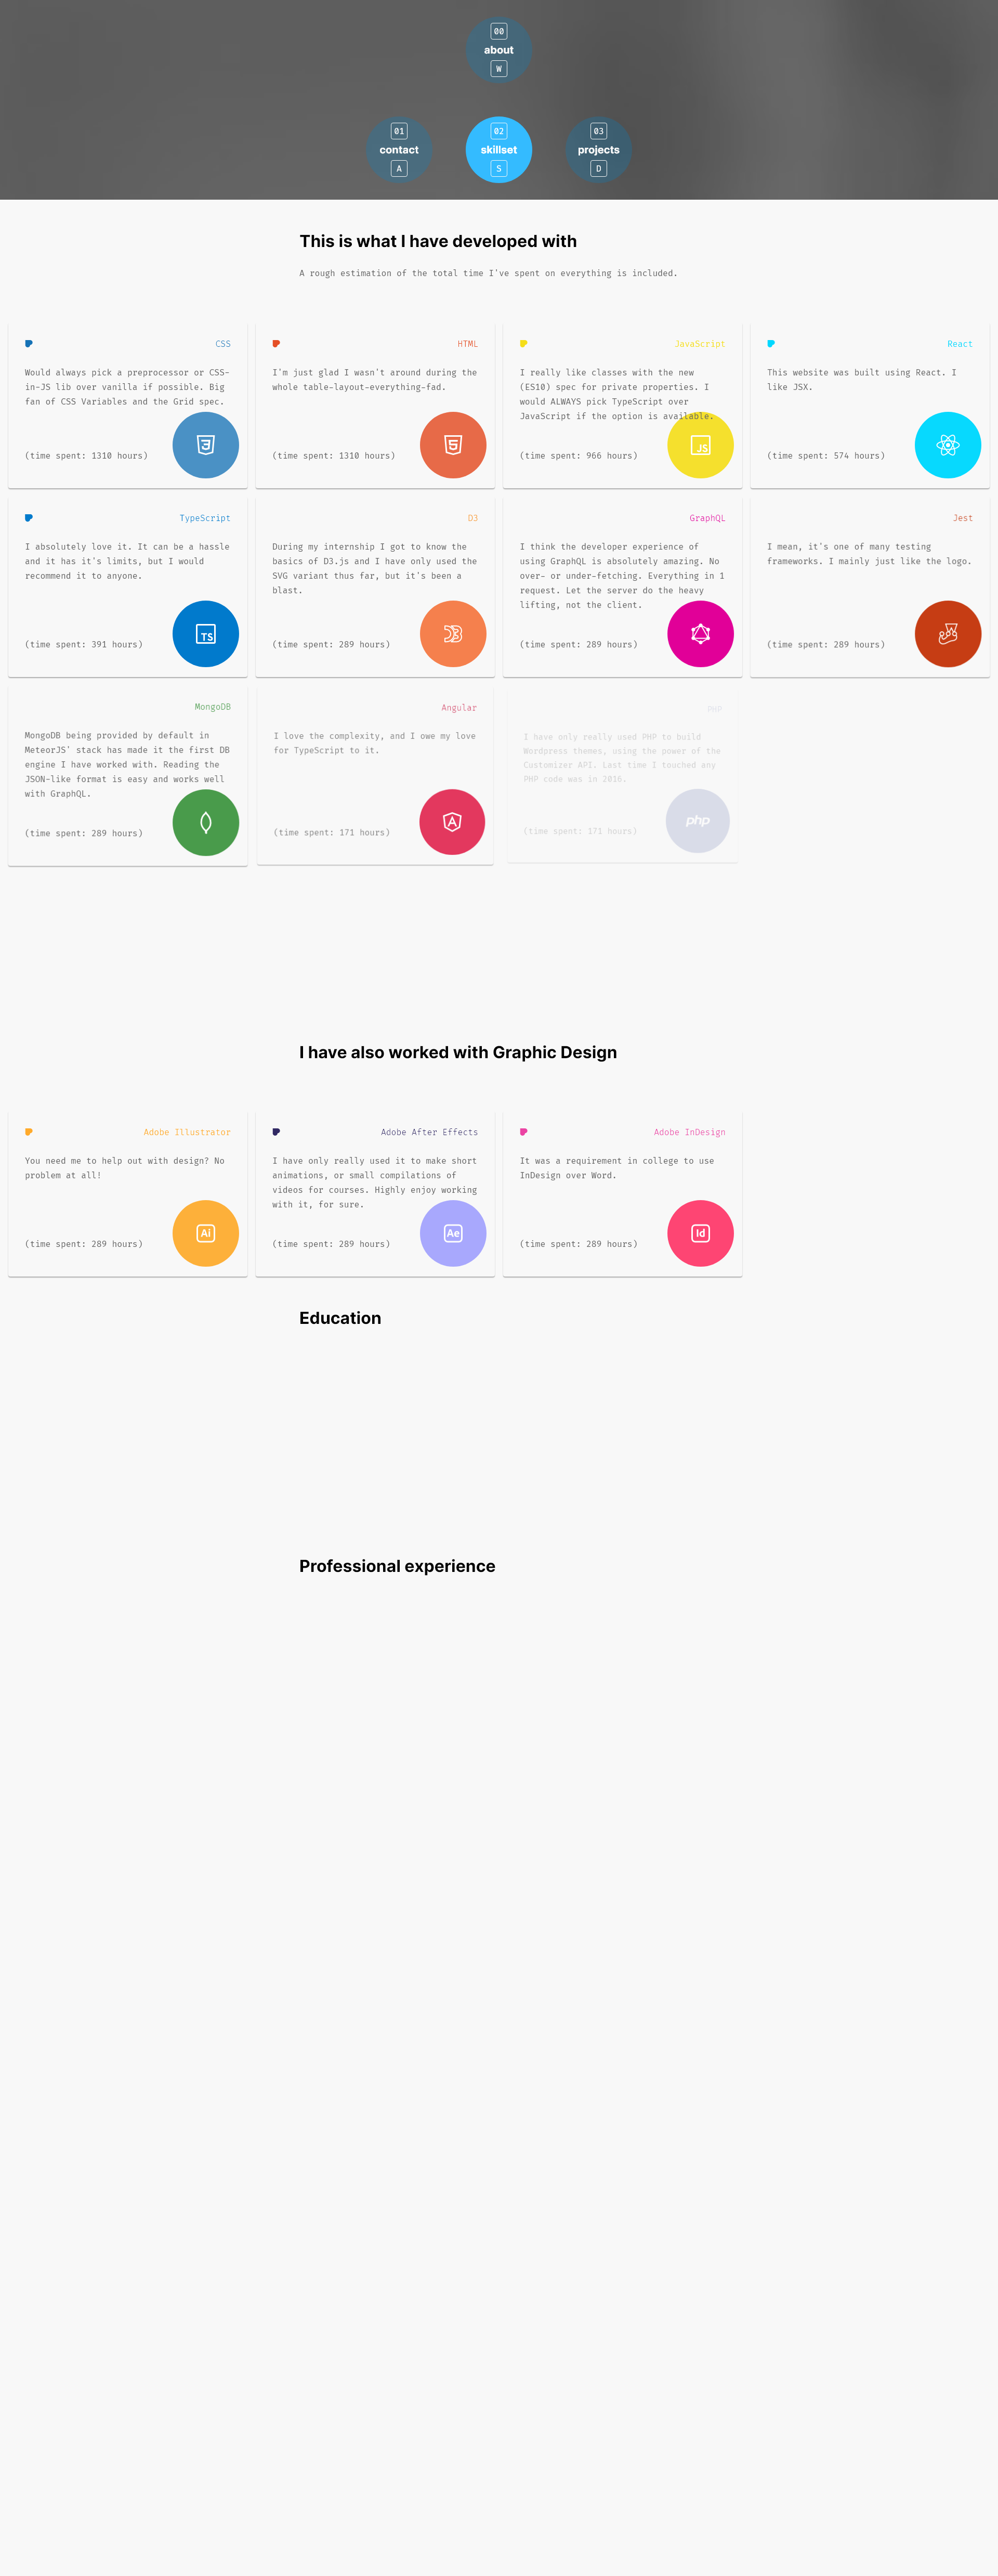 00
about
W
01
contact
A
02
skillset
S
03
projects
D
This is what I have developed with
A rough estimation of the total time I've spent on everything is included.
CSS
Would always pick a preprocessor or CSS-
in-JS lib over vanilla if possible. Big
fan of CSS Variables and the Grid spec.
(time spent: 1310 hours)
HTML
I'm just glad I wasn't around during the
whole table-layout-everything-fad.
(time spent: 1310 hours)
JavaScript
I really like classes with the new
(ES10) spec for private properties. I
would ALWAYS pick TypeScript over
JavaScript if the option is available.
JS
(time spent: 966 hours)
React
This website was built using React. I
like JSX.
(time spent: 574 hours)
TypeScript
I absolutely love it. It can be a hassle
and it has it's limits, but I would
recommend it to anyone.
TS
(time spent: 391 hours)
D3
During my internship I got to know the
basics of D3.js and I have only used the
SVG variant thus far, but it's been a
blast.
(time spent: 289 hours)
GraphQL
I think the developer experience of
using GraphQL is absolutely amazing. No
over- or under-fetching. Everything in 1
request. Let the server do the heavy
lifting, not the client.
(time spent: 289 hours)
Jest
I mean, it's one of many testing
frameworks. I mainly just like the logo.
(time spent: 289 hours)
MongoDB
MongoDB being provided by default in
MeteorJS' stack has made it the first DB
engine I have worked with. Reading the
JSON-like format is easy and works well
with GraphQL.
(time spent: 289 hours)
Angular
I love the complexity, and I owe my love
for TypeScript to it.
(time spent: 171 hours)
PHP
I have only really used PHP to build
Wordpress themes, using the power of the
Customizer API. Last time I touched any
PHP code was in 2016.
php
(time spent: 171 hours)
I have also worked with Graphic Design
Adobe Illustrator
You need me to help out with design? No
problem at all!
Ai
(time spent: 289 hours)
Adobe After Effects
I have only really used it to make short
animations, or small compilations of
videos for courses. Highly enjoy working
with it, for sure.
Ae
(time spent: 289 hours)
Adobe InDesign
It was a requirement in college to use
InDesign over Word.
Id
(time spent: 289 hours)
Education
Professional experience